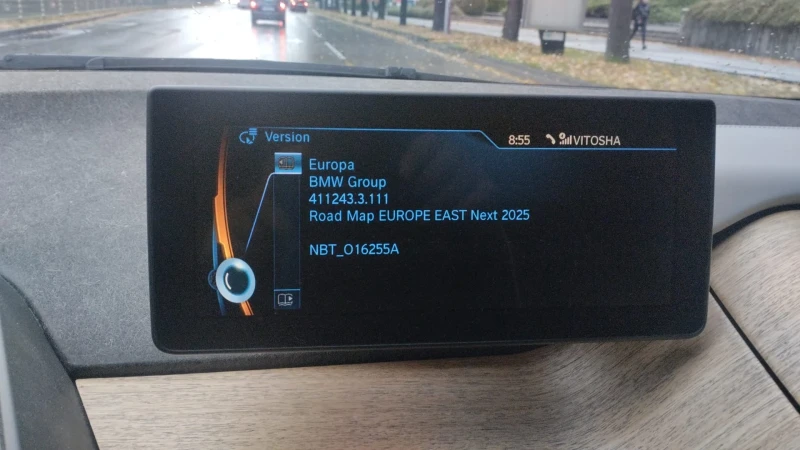 Version
8:55 VITOSHA
Europa
BMW Group
411243.3.111
Road Map EUROPE EAST Next 2025
NBT_O16255A